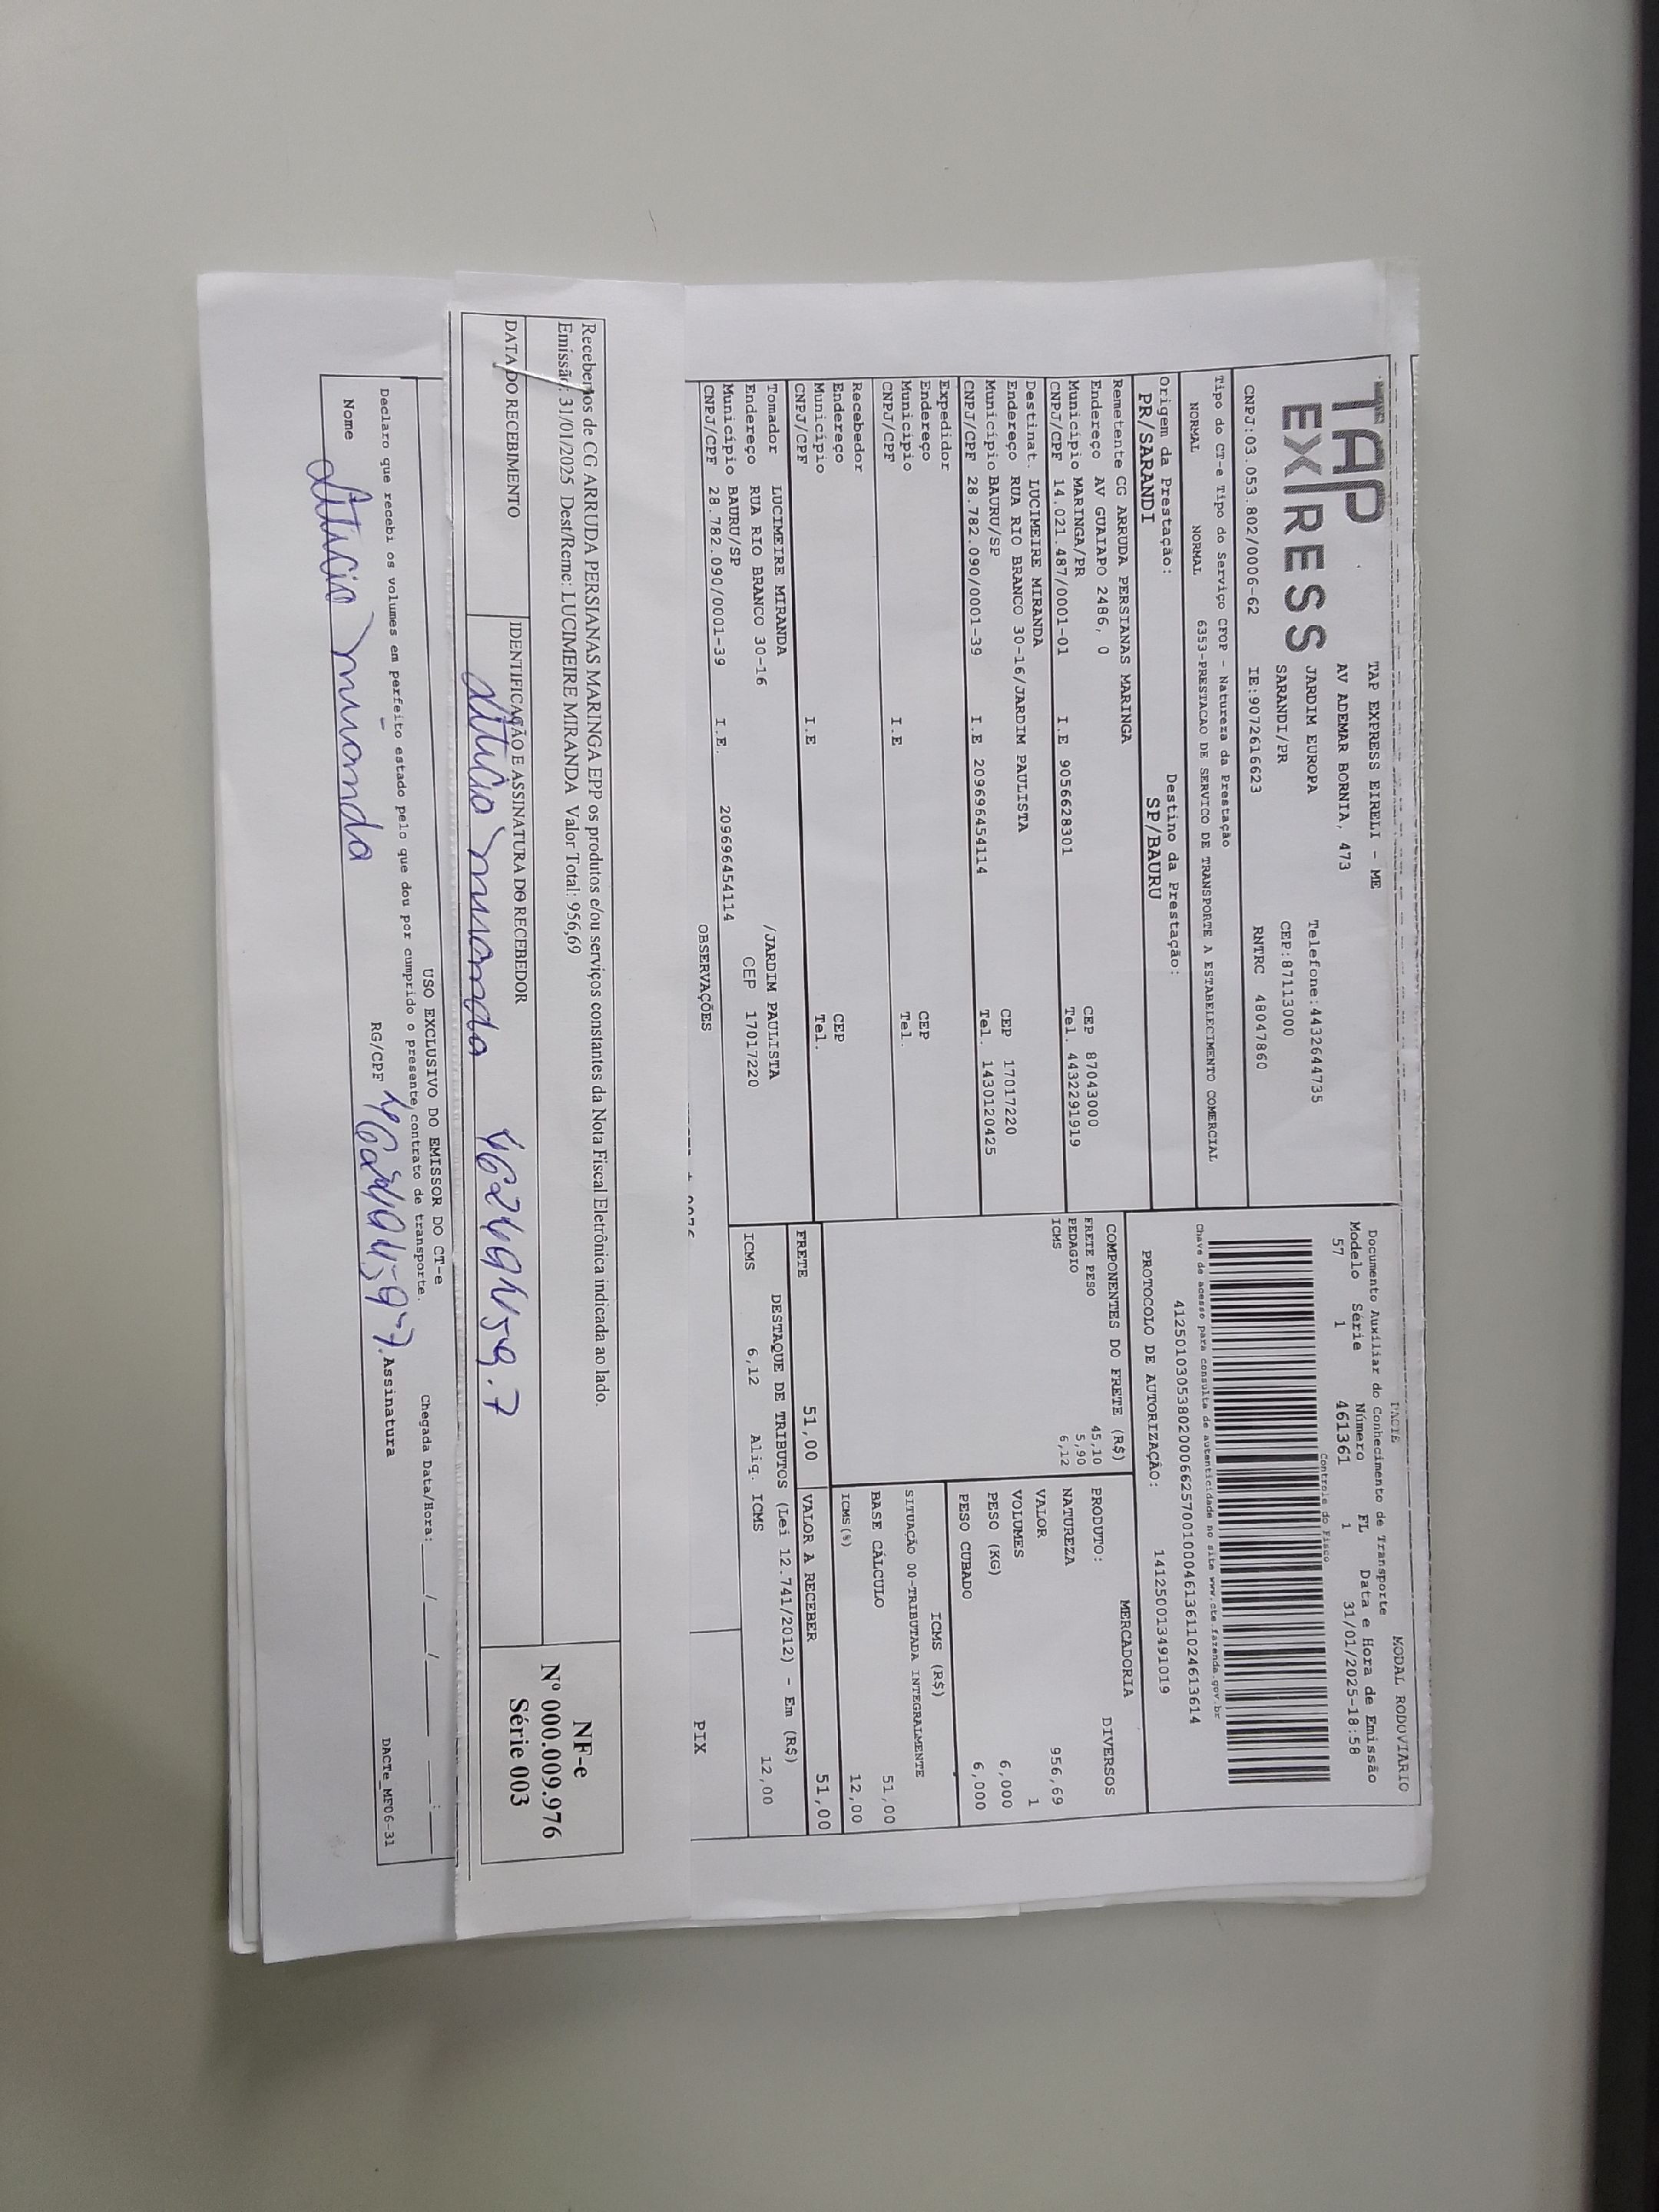 TAP EXPRESS
TAP EXPRESS EIRELI - ME
AV ADEMAR BORNIA, 473
JARDIM EUROPA Telefone:4432644735
SARANDI/PR CEP:87113000
CNPJ:03.053.802/0006-62 IE:9072616623 RNTRC 48047860
DACTE MODAL RODOVIARIO
Documento Auxiliar do Conhecimento de Transporte
Modelo Série Número FL Data e Hora de Emissão
57 1 461361 1 31/01/2025-18:58
Controle do Fisco
Chave de acesso para consulta de autenticidade no site www.cte.fazenda.gov.br
41250103053802000662570010004613611024613614
PROTOCOLO DE AUTORIZAÇÃO: 141250013491019
Tipo do CT-e Tipo do Serviço CFOP - Natureza da Prestação
NORMAL NORMAL 6353-PRESTACAO DE SERVICO DE TRANSPORTE A ESTABELECIMENTO COMERCIAL
Origem da Prestação: Destino da Prestação:
PR/SARANDI SP/BAURU
Remetente CG ARRUDA PERSIANAS MARINGA
Endereço AV GUAIAPO 2486, 0 CEP 87043000
Município MARINGA/PR Tel. 4432291919
CNPJ/CPF 14.021.487/0001-01 I.E 9056628301
Destinat. LUCIMEIRE MIRANDA
Endereço RUA RIO BRANCO 30-16/JARDIM PAULISTA CEP 17017220
Município BAURU/SP Tel. 1430120425
CNPJ/CPF 28.782.090/0001-39 I.E 209696454114
Expedidor
Endereço CEP
Município Tel.
CNPJ/CPF I.E
Recebedor
Endereço CEP
Município Tel.
CNPJ/CPF I.E
Tomador LUCIMEIRE MIRANDA /JARDIM PAULISTA
Endereço RUA RIO BRANCO 30-16 CEP 17017220
Município BAURU/SP
CNPJ/CPF 28.782.090/0001-39 I.E. 209696454114
OBSERVAÇÕES
COMPONENTES DO FRETE (R$)
FRETE PESO 45,10
PEDAGIO 5,90
ICMS 6,12
MERCADORIA
PRODUTO: DIVERSOS
NATUREZA
VALOR 956,69
VOLUMES 1
PESO (KG) 6,000
PESO CUBADO 6,000
ICMS (R$)
SITUAÇÃO 00-TRIBUTADA INTEGRALMENTE
BASE CALCULO 51,00
ICMS(%) 12,00
FRETE 51,00 VALOR A RECEBER 51,00
DESTAQUE DE TRIBUTOS (Lei 12.741/2012) - Em (R$)
ICMS 6,12 Aliq. ICMS 12,00
PIX
Recebemos de CG ARRUDA PERSIANAS MARINGA EPP os produtos e/ou serviços constantes da Nota Fiscal Eletrônica indicada ao lado.
Emissão: 31/01/2025 Dest/Reme: LUCIMEIRE MIRANDA Valor Total: 956,69
DATA DO RECEBIMENTO IDENTIFICAÇÃO E ASSINATURA DO RECEBEDOR
miranda
NF-e
Nº 000.009.976
Série 003
USO EXCLUSIVO DO EMISSOR DO CT-e
Declaro que recebi os volumes em perfeito estado pelo que dou por cumprido o presente contrato de transporte.
Chegada Data/Hora: ___/___/___ ___:___
Nome miranda RG/CPF Assinatura
DACTe_MF06-31